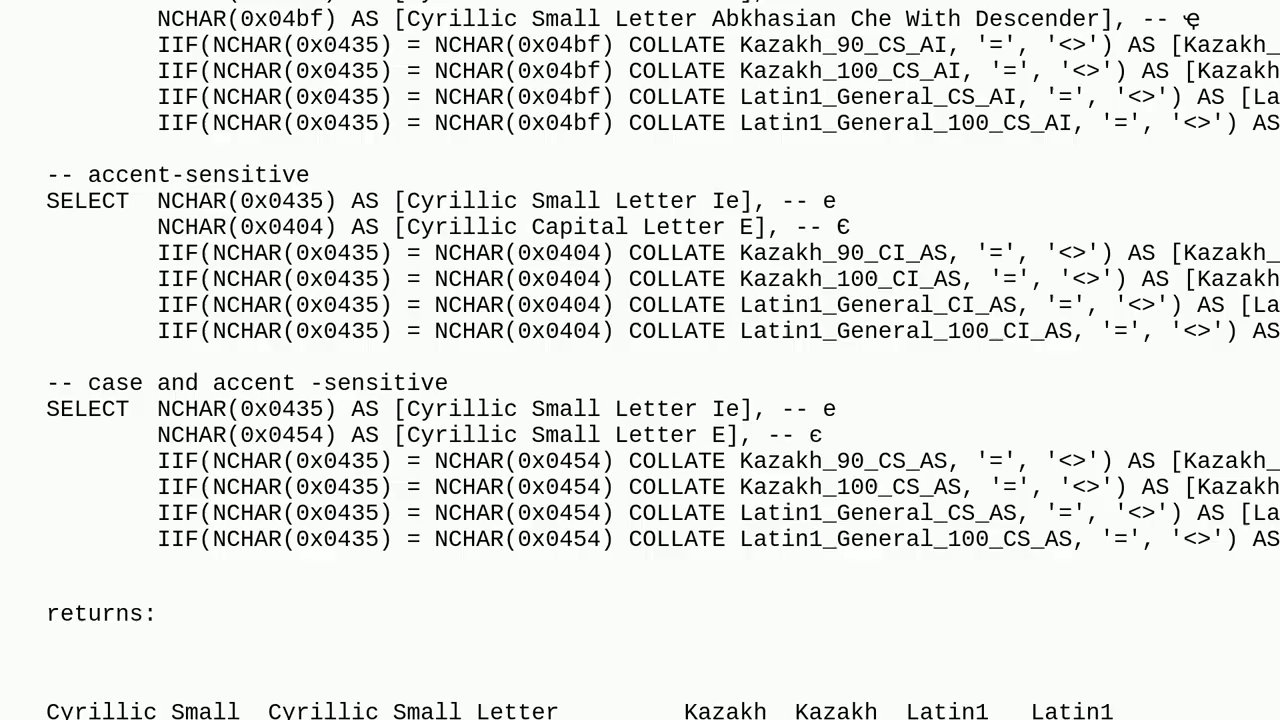 NCHAR(0x04bf) AS [Cyrillic Small Letter Abkhasian Che With Descender], -- ҿ
IIF(NCHAR(0x0435) = NCHAR(0x04bf) COLLATE Kazakh_90_CS_AI, '=', '<>') AS [Kazakh_
IIF(NCHAR(0x0435) = NCHAR(0x04bf) COLLATE Kazakh_100_CS_AI, '=', '<>') AS [Kazakh
IIF(NCHAR(0x0435) = NCHAR(0x04bf) COLLATE Latin1_General_CS_AI, '=', '<>') AS [La
IIF(NCHAR(0x0435) = NCHAR(0x04bf) COLLATE Latin1_General_100_CS_AI, '=', '<>') AS
-- accent-sensitive
SELECT  NCHAR(0x0435) AS [Cyrillic Small Letter Ie], -- е
NCHAR(0x0404) AS [Cyrillic Capital Letter E], -- Є
IIF(NCHAR(0x0435) = NCHAR(0x0404) COLLATE Kazakh_90_CI_AS, '=', '<>') AS [Kazakh_
IIF(NCHAR(0x0435) = NCHAR(0x0404) COLLATE Kazakh_100_CI_AS, '=', '<>') AS [Kazakh
IIF(NCHAR(0x0435) = NCHAR(0x0404) COLLATE Latin1_General_CI_AS, '=', '<>') AS [La
IIF(NCHAR(0x0435) = NCHAR(0x0404) COLLATE Latin1_General_100_CI_AS, '=', '<>') AS
-- case and accent -sensitive
SELECT  NCHAR(0x0435) AS [Cyrillic Small Letter Ie], -- е
NCHAR(0x0454) AS [Cyrillic Small Letter E], -- є
IIF(NCHAR(0x0435) = NCHAR(0x0454) COLLATE Kazakh_90_CS_AS, '=', '<>') AS [Kazakh_
IIF(NCHAR(0x0435) = NCHAR(0x0454) COLLATE Kazakh_100_CS_AS, '=', '<>') AS [Kazakh
IIF(NCHAR(0x0435) = NCHAR(0x0454) COLLATE Latin1_General_CS_AS, '=', '<>') AS [La
IIF(NCHAR(0x0435) = NCHAR(0x0454) COLLATE Latin1_General_100_CS_AS, '=', '<>') AS
returns:
Cyrillic Small  Cyrillic Small Letter         Kazakh  Kazakh  Latin1   Latin1